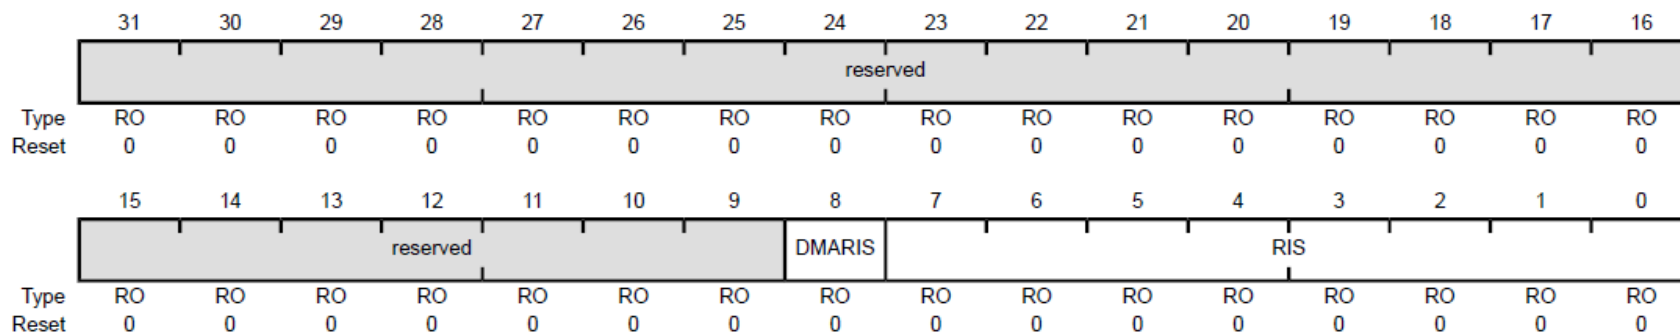 31 30 29 28 27 26 25 24 23 22 21 20 19 18 17 16
reserved
Type RO RO RO RO RO RO RO RO RO RO RO RO RO RO RO RO
Reset 0 0 0 0 0 0 0 0 0 0 0 0 0 0 0 0
15 14 13 12 11 10 9 8 7 6 5 4 3 2 1 0
reserved DMARIS RIS
Type RO RO RO RO RO RO RO RO RO RO RO RO RO RO RO RO
Reset 0 0 0 0 0 0 0 0 0 0 0 0 0 0 0 0